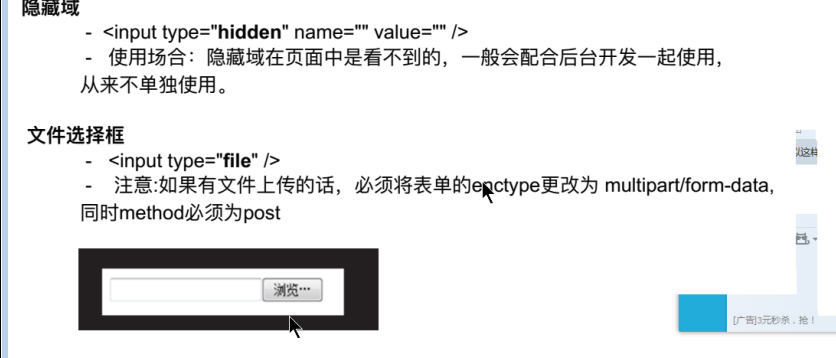 隐藏域
- <input type="hidden" name="" value="" />
- 使用场合：隐藏域在页面中是看不到的，一般会配合后台开发一起使用，
从来不单独使用。
文件选择框
- <input type="file" />
- 注意:如果有文件上传的话，必须将表单的enctype更改为 multipart/form-data,
同时method必须为post
浏览…
以这样
[广告]3元秒杀，抢！